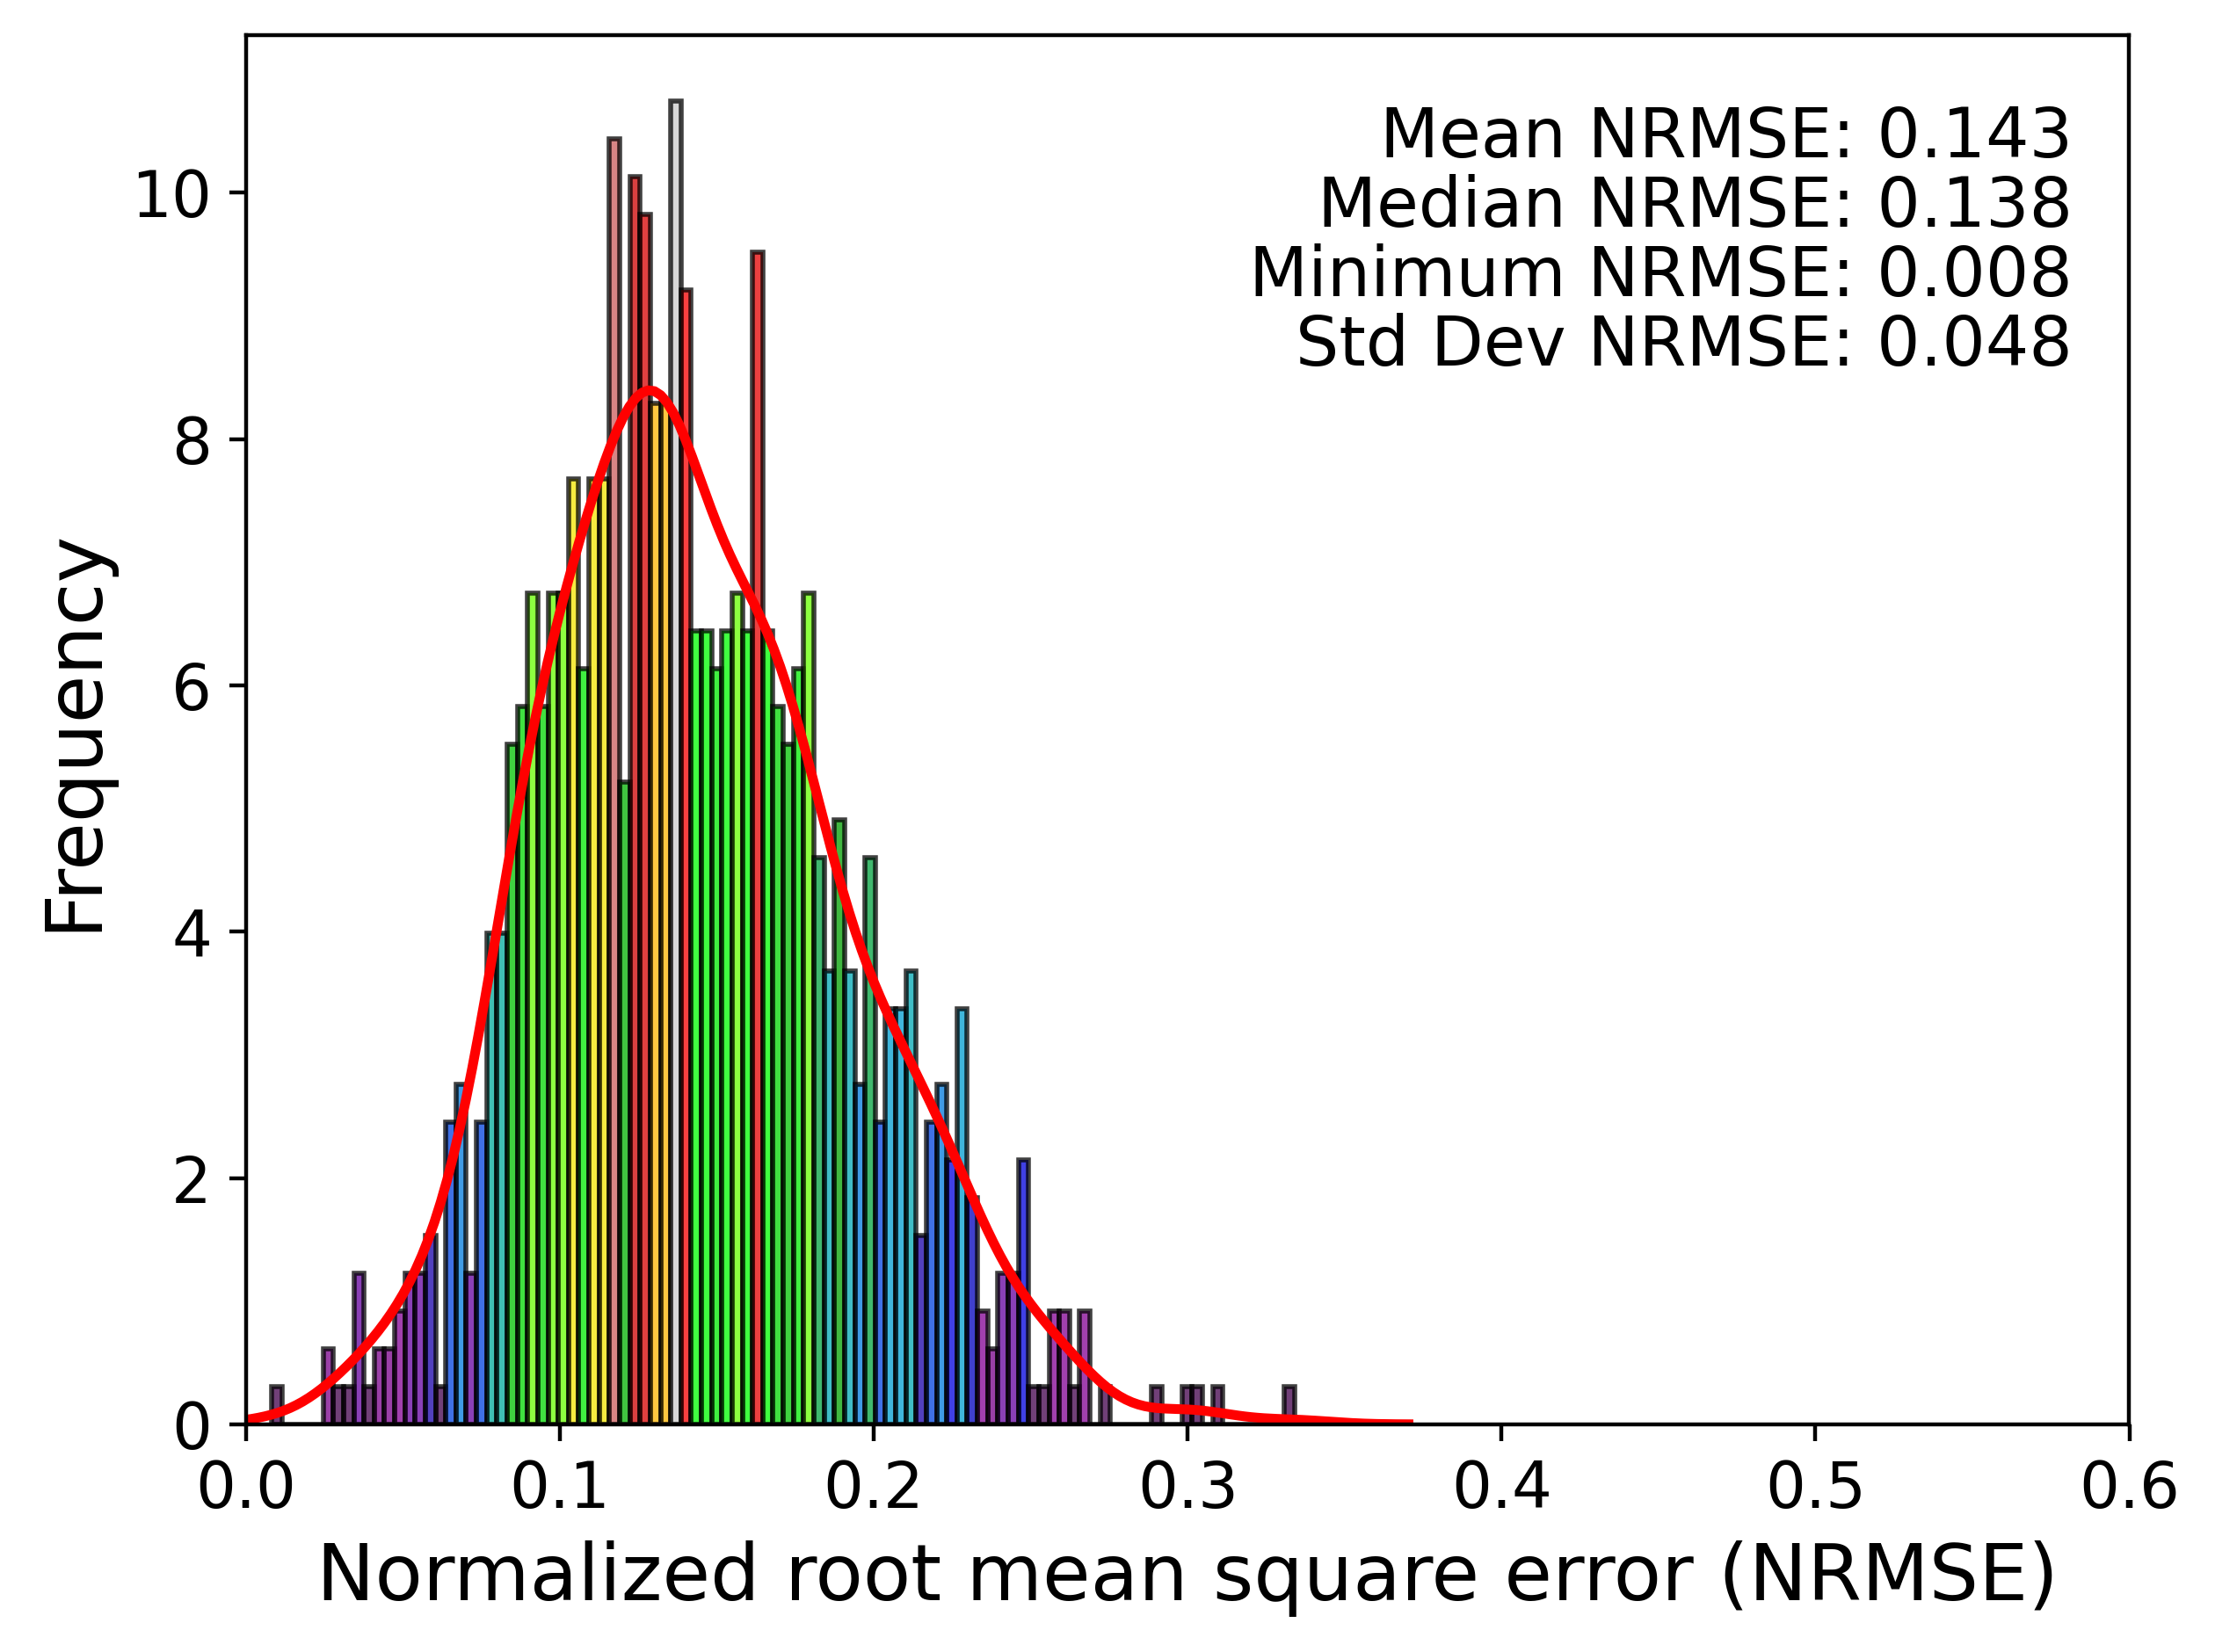 Mean NRMSE: 0.143
Median NRMSE: 0.138
Minimum NRMSE: 0.008
Std Dev NRMSE: 0.048
Frequency
10
8
6
4
2
0
0.0 0.1 0.2 0.3 0.4 0.5 0.6
Normalized root mean square error (NRMSE)